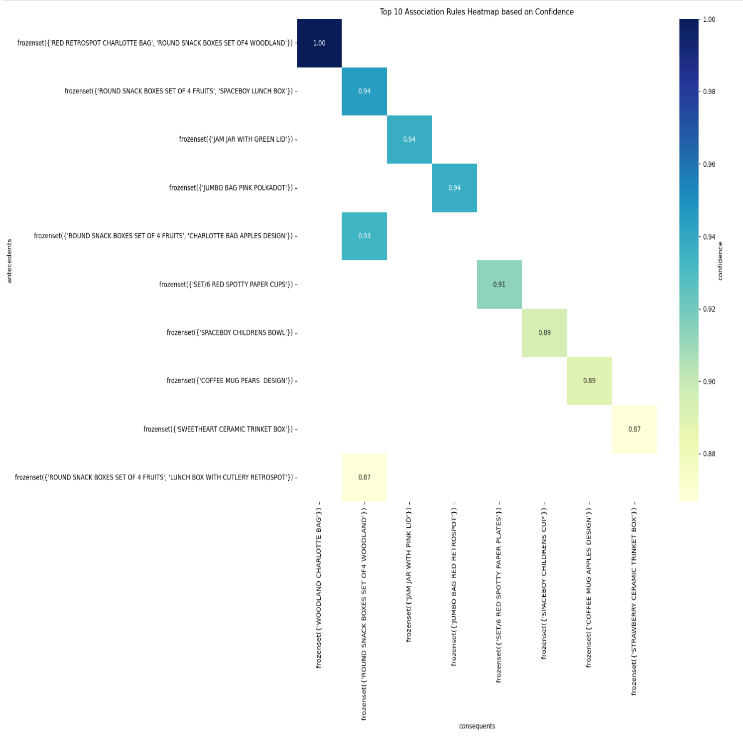 Top 10 Association Rules Heatmap based on Confidence
frozenset({'RED RETROSPOT CHARLOTTE BAG', 'ROUND SNACK BOXES SET OF4 WOODLAND'})
1.00
frozenset({'ROUND SNACK BOXES SET OF 4 FRUITS', 'SPACEBOY LUNCH BOX'})
0.94
frozenset({'JAM JAR WITH GREEN LID'})
0.94
frozenset({'JUMBO BAG PINK POLKADOT'})
0.94
frozenset({'ROUND SNACK BOXES SET OF 4 FRUITS', 'CHARLOTTE BAG APPLES DESIGN'})
0.93
frozenset({'SET/6 RED SPOTTY PAPER CUPS'})
0.91
frozenset({'SPACEBOY CHILDRENS BOWL'})
0.89
frozenset({'COFFEE MUG PEARS  DESIGN'})
0.89
frozenset({'SWEETHEART CERAMIC TRINKET BOX'})
0.87
frozenset({'ROUND SNACK BOXES SET OF 4 FRUITS', 'LUNCH BOX WITH CUTLERY RETROSPOT'})
0.87
antecedents
frozenset({'WOODLAND CHARLOTTE BAG'})
frozenset({'ROUND SNACK BOXES SET OF4 WOODLAND'})
frozenset({'JAM JAR WITH PINK LID'})
frozenset({'JUMBO BAG RED RETROSPOT'})
frozenset({'SET/6 RED SPOTTY PAPER PLATES'})
frozenset({'SPACEBOY CHILDRENS CUP'})
frozenset({'COFFEE MUG APPLES DESIGN'})
frozenset({'STRAWBERRY CERAMIC TRINKET BOX'})
consequents
1.00
0.98
0.96
0.94
0.92
0.90
0.88
confidence